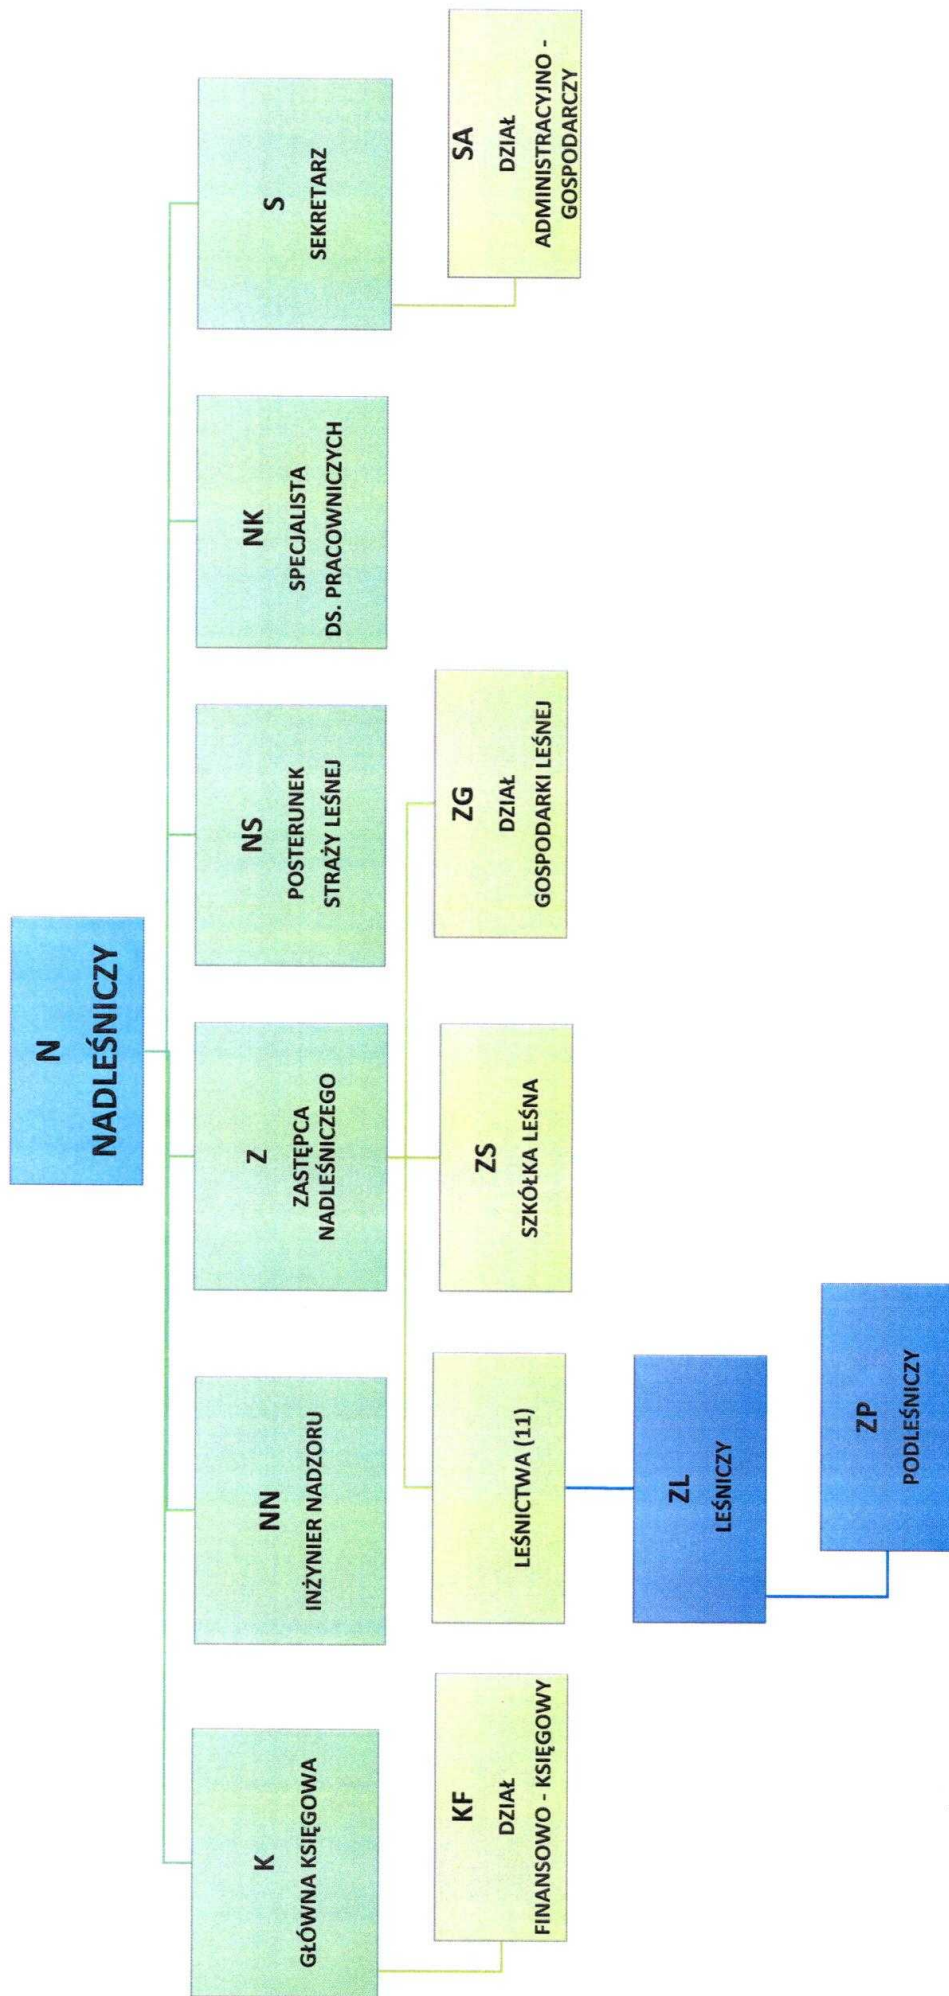 N
NADLEŚNICZY
K
GŁÓWNA KSIĘGOWA
NN
INŻYNIER NADZORU
Z
ZASTĘPCA
NADLEŚNICZEGO
NS
POSTERUNEK
STRAŻY LEŚNEJ
NK
SPECJALISTA
DS. PRACOWNICZYCH
S
SEKRETARZ
KF
DZIAŁ
FINANSOWO - KSIĘGOWY
LEŚNICTWA (11)
ZS
SZKÓŁKA LEŚNA
ZG
DZIAŁ
GOSPODARKI LEŚNEJ
SA
DZIAŁ
ADMINISTRACYJNO -
GOSPODARCZY
ZL
LEŚNICZY
ZP
PODLEŚNICZY